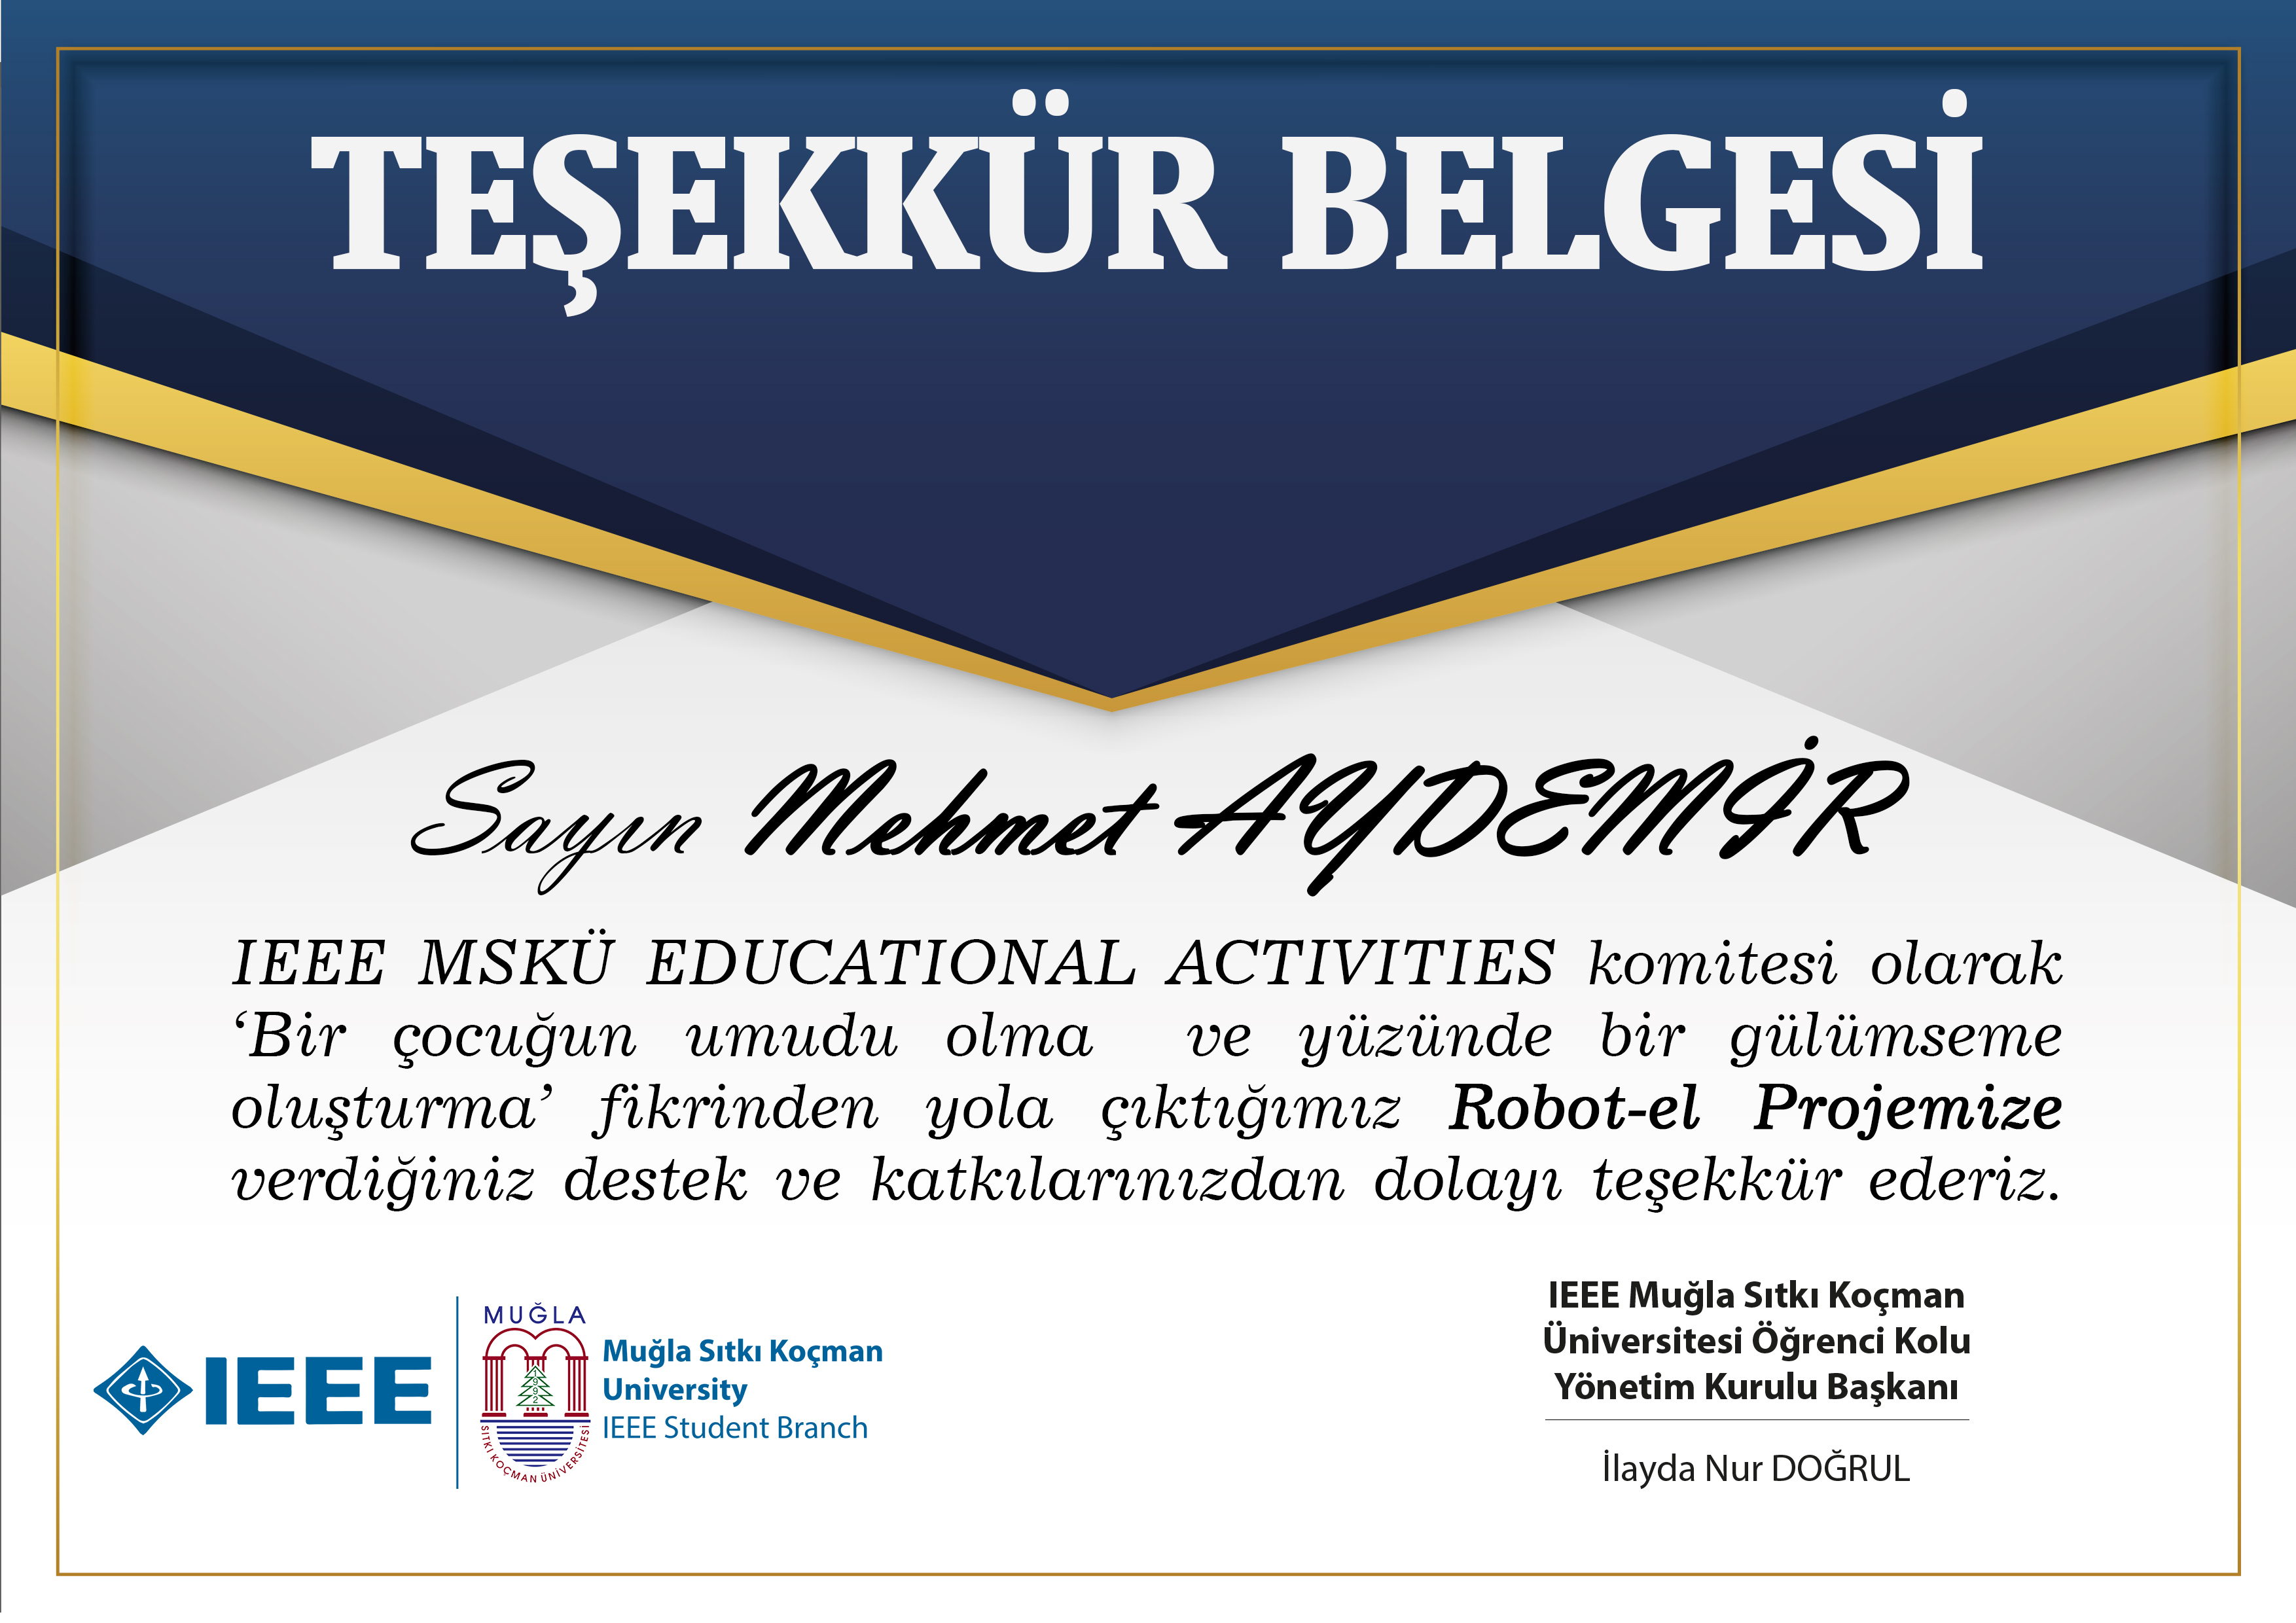 TEŞEKKÜR BELGESİ
Sayın Mehmet AYDEMİR
IEEE MSKÜ EDUCATIONAL ACTIVITIES komitesi olarak
‘Bir çocuğun umudu olma ve yüzünde bir gülümseme
oluşturma’ fikrinden yola çıktığımız Robot-el Projemize
verdiğiniz destek ve katkılarınızdan dolayı teşekkür ederiz.
IEEE
MUĞLA
1992
SITKI KOÇMAN ÜNİVERSİTESİ
Muğla Sıtkı Koçman
University
IEEE Student Branch
IEEE Muğla Sıtkı Koçman
Üniversitesi Öğrenci Kolu
Yönetim Kurulu Başkanı
İlayda Nur DOĞRUL